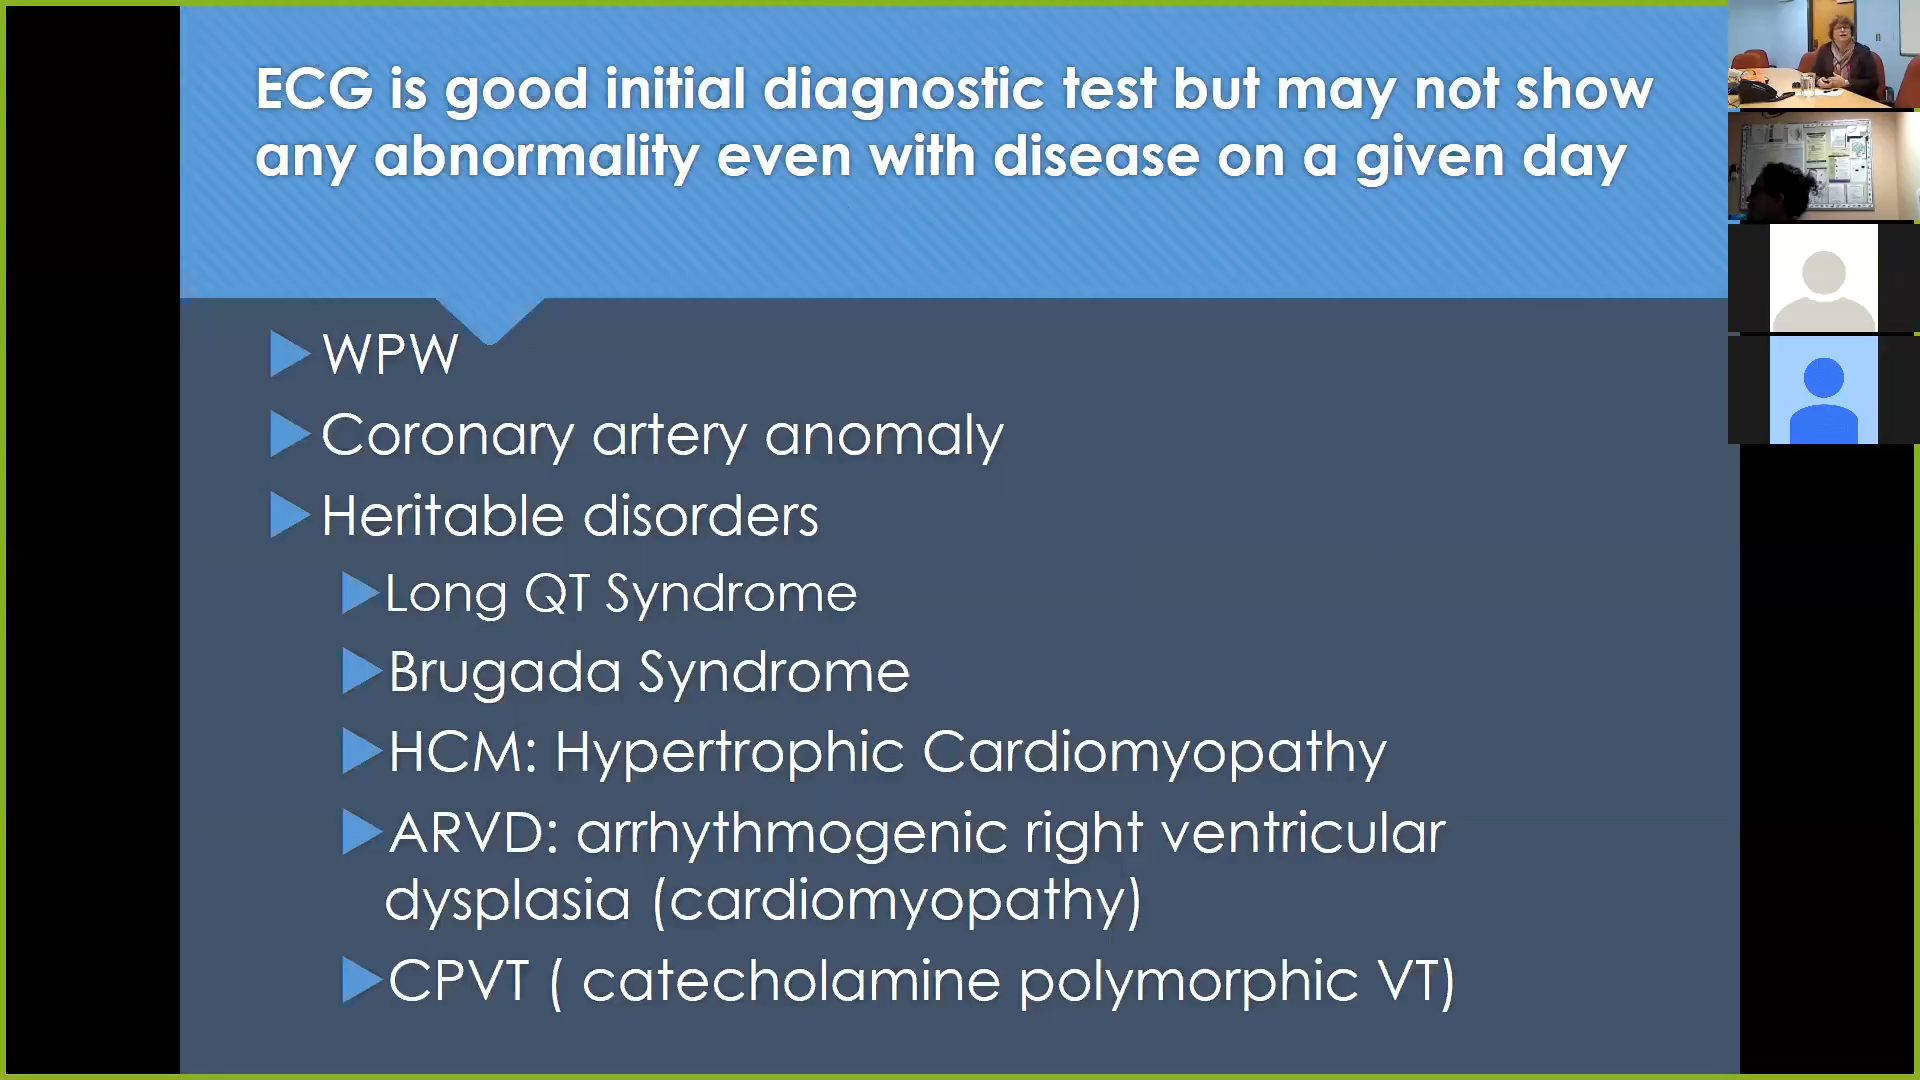 ECG is good initial diagnostic test but may not show
any abnormality even with disease on a given day
WPW
Coronary artery anomaly
Heritable disorders
Long QT Syndrome
Brugada Syndrome
HCM: Hypertrophic Cardiomyopathy
ARVD: arrhythmogenic right ventricular
dysplasia (cardiomyopathy)
CPVT ( catecholamine polymorphic VT)